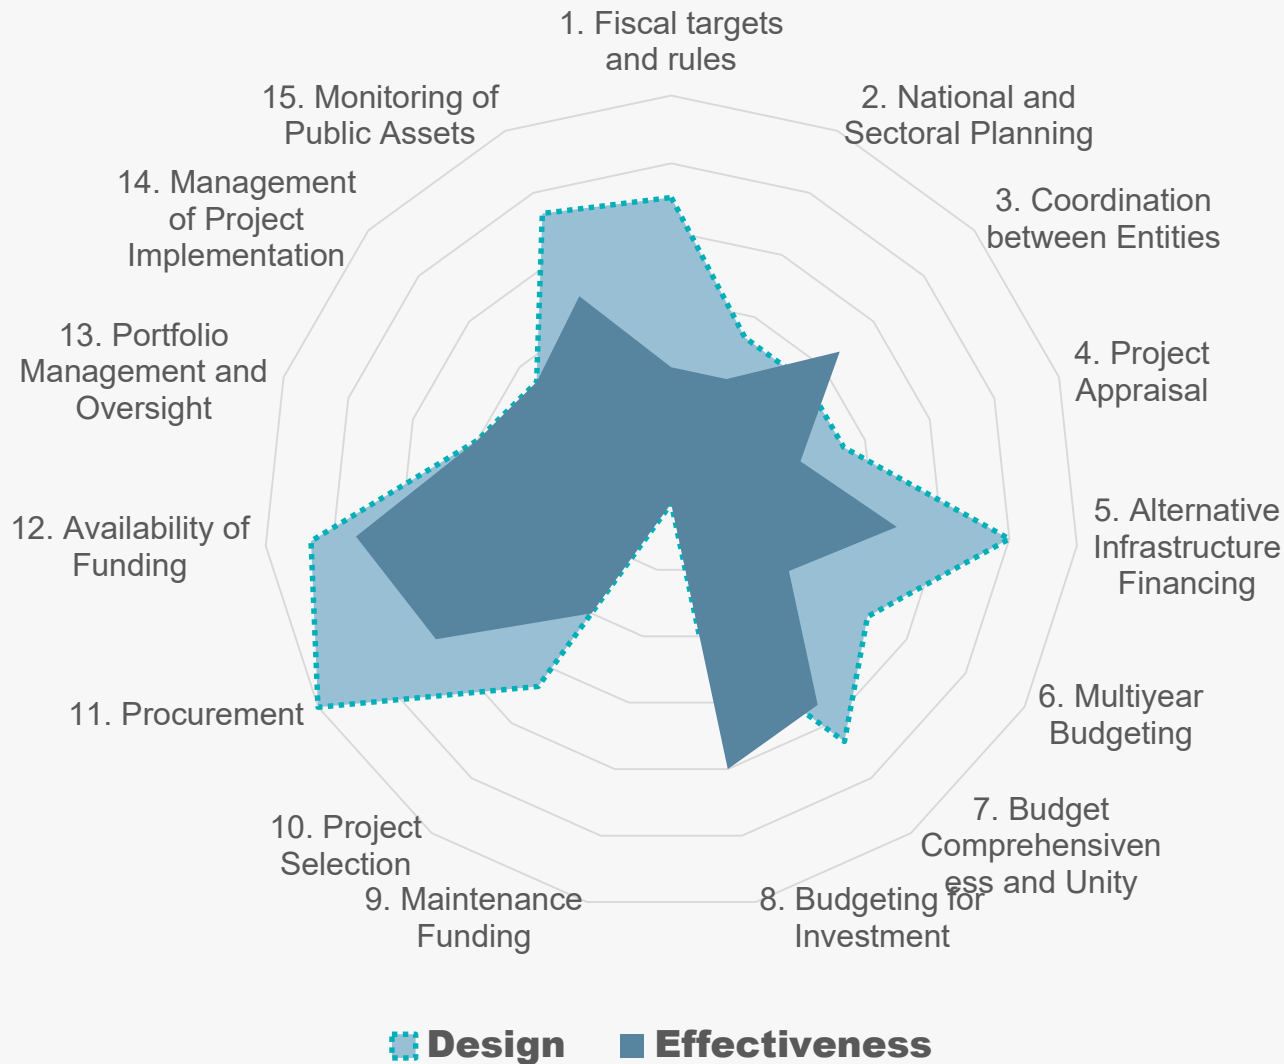 1. Fiscal targets
and rules
2. National and
Sectoral Planning
3. Coordination
between Entities
4. Project
Appraisal
5. Alternative
Infrastructure
Financing
6. Multiyear
Budgeting
7. Budget
Comprehensiven
ess and Unity
8. Budgeting for
Investment
9. Maintenance
Funding
10. Project
Selection
11. Procurement
12. Availability of
Funding
13. Portfolio
Management and
Oversight
14. Management
of Project
Implementation
15. Monitoring of
Public Assets
Design
Effectiveness